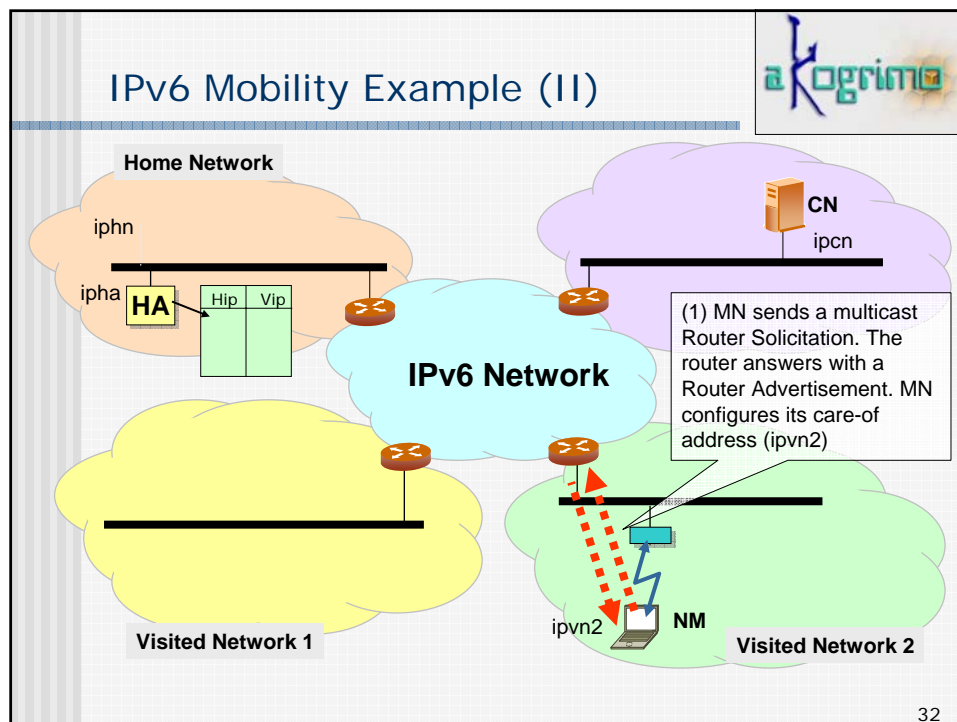 IPv6 Mobility Example (II)
akogrimo
Home Network
iphn
ipha
HA
Hip Vip
CN
ipcn
IPv6 Network
(1) MN sends a multicast
Router Solicitation. The
router answers with a
Router Advertisement. MN
configures its care-of
address (ipvn2)
ipvn2
NM
Visited Network 1
Visited Network 2
32